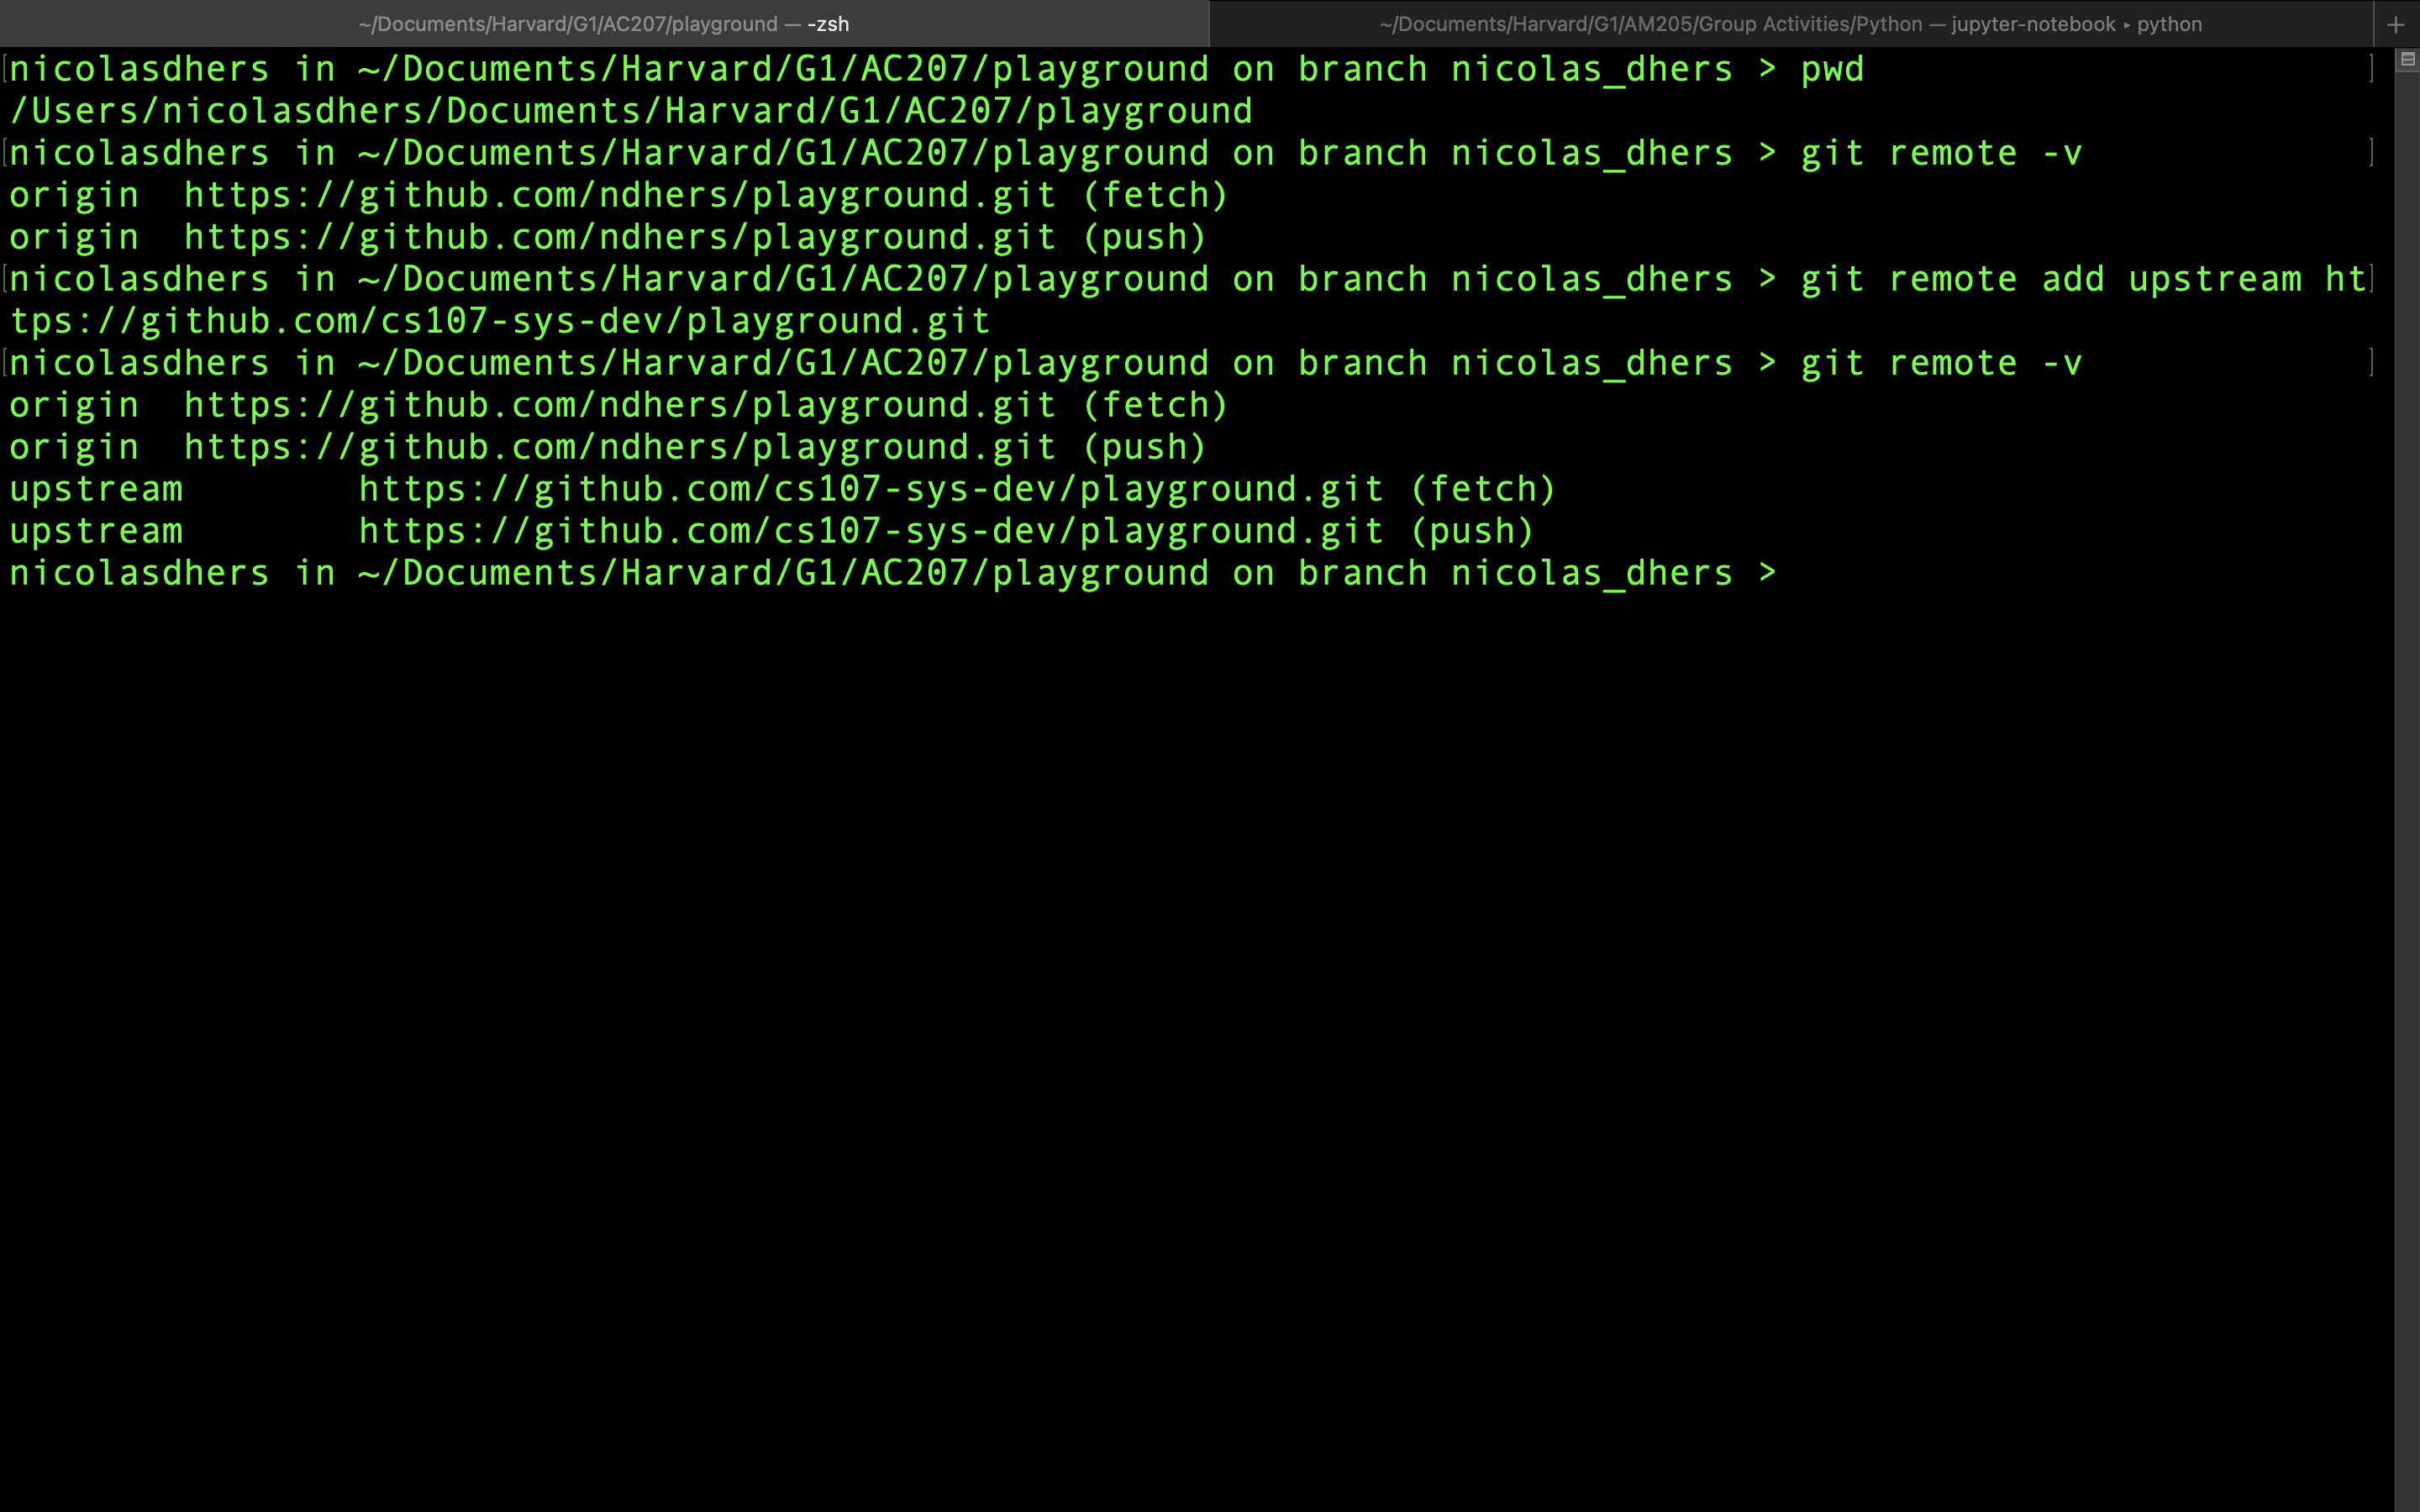 ~/Documents/Harvard/G1/AC207/playground — -zsh
~/Documents/Harvard/G1/AM205/Group Activities/Python — jupyter-notebook ▸ python
[nicolasdhers in ~/Documents/Harvard/G1/AC207/playground on branch nicolas_dhers > pwd ]
/Users/nicolasdhers/Documents/Harvard/G1/AC207/playground
[nicolasdhers in ~/Documents/Harvard/G1/AC207/playground on branch nicolas_dhers > git remote -v ]
origin  https://github.com/ndhers/playground.git (fetch)
origin  https://github.com/ndhers/playground.git (push)
[nicolasdhers in ~/Documents/Harvard/G1/AC207/playground on branch nicolas_dhers > git remote add upstream ht]
tps://github.com/cs107-sys-dev/playground.git
[nicolasdhers in ~/Documents/Harvard/G1/AC207/playground on branch nicolas_dhers > git remote -v ]
origin  https://github.com/ndhers/playground.git (fetch)
origin  https://github.com/ndhers/playground.git (push)
upstream        https://github.com/cs107-sys-dev/playground.git (fetch)
upstream        https://github.com/cs107-sys-dev/playground.git (push)
nicolasdhers in ~/Documents/Harvard/G1/AC207/playground on branch nicolas_dhers >